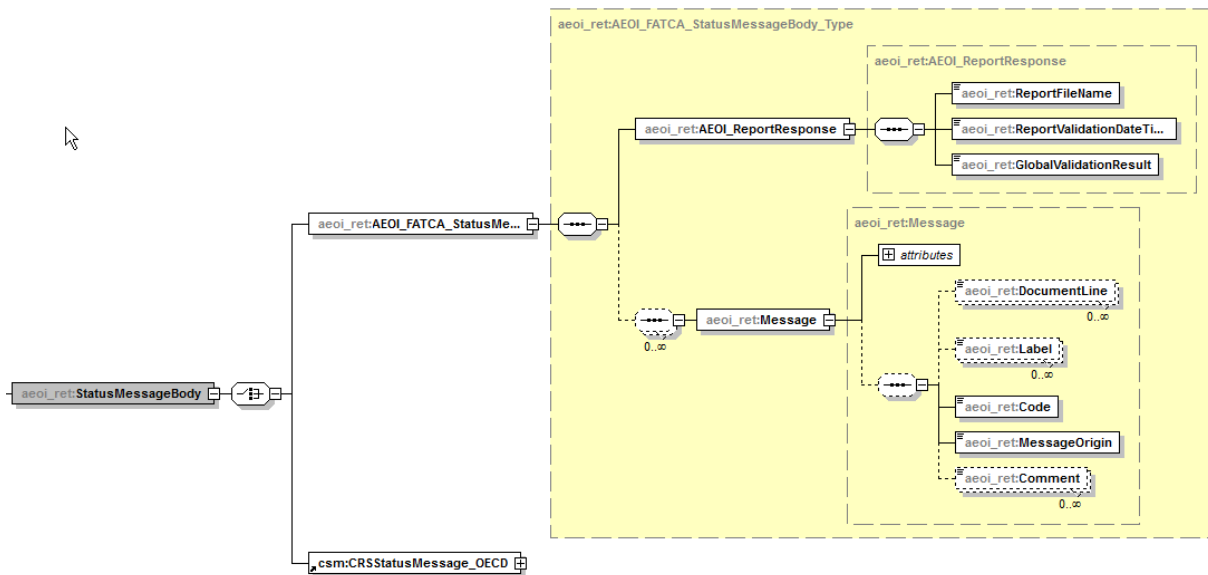 aeoi_ret:AEOI_FATCA_StatusMessageBody_Type
aeoi_ret:AEOI_ReportResponse
aeoi_ret:ReportFileName
aeoi_ret:AEOI_ReportResponse
aeoi_ret:ReportValidationDateTi...
aeoi_ret:GlobalValidationResult
aeoi_ret:AEOI_FATCA_StatusMe...
aeoi_ret:Message
attributes
aeoi_ret:DocumentLine
0..∞
aeoi_ret:Message
0..∞
aeoi_ret:Label
0..∞
aeoi_ret:StatusMessageBody
aeoi_ret:Code
aeoi_ret:MessageOrigin
aeoi_ret:Comment
0..∞
csm:CRSStatusMessage_OECD